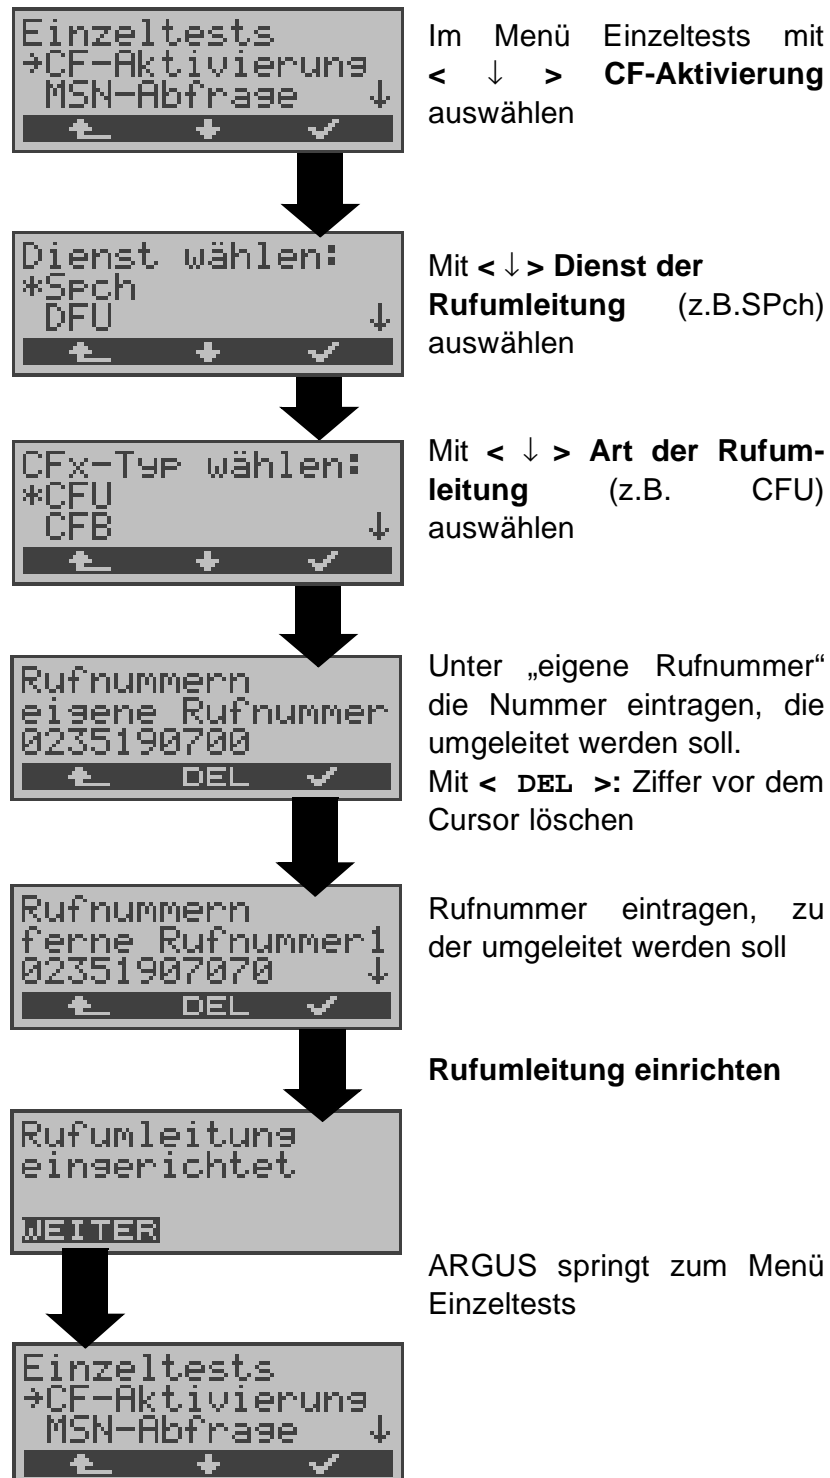 Einzeltests
→CF-Aktivierung
MSN-Abfrage ↓
Im Menü Einzeltests mit
< ↓ > CF-Aktivierung
auswählen
Dienst wählen:
*Spch
DFU ↓
Mit < ↓ > Dienst der
Rufumleitung (z.B.SPch)
auswählen
CFx-Typ wählen:
*CFU
CFB ↓
Mit < ↓ > Art der Rufum-
leitung (z.B. CFU)
auswählen
Rufnummern
eigene Rufnummer
0235190700
DEL
Unter „eigene Rufnummer“
die Nummer eintragen, die
umgeleitet werden soll.
Mit < DEL >: Ziffer vor dem
Cursor löschen
Rufnummern
ferne Rufnummer1
02351907070 ↓
DEL
Rufnummer eintragen, zu
der umgeleitet werden soll
Rufumleitung einrichten
Rufumleitung
eingerichtet
WEITER
ARGUS springt zum Menü
Einzeltests
Einzeltests
→CF-Aktivierung
MSN-Abfrage ↓